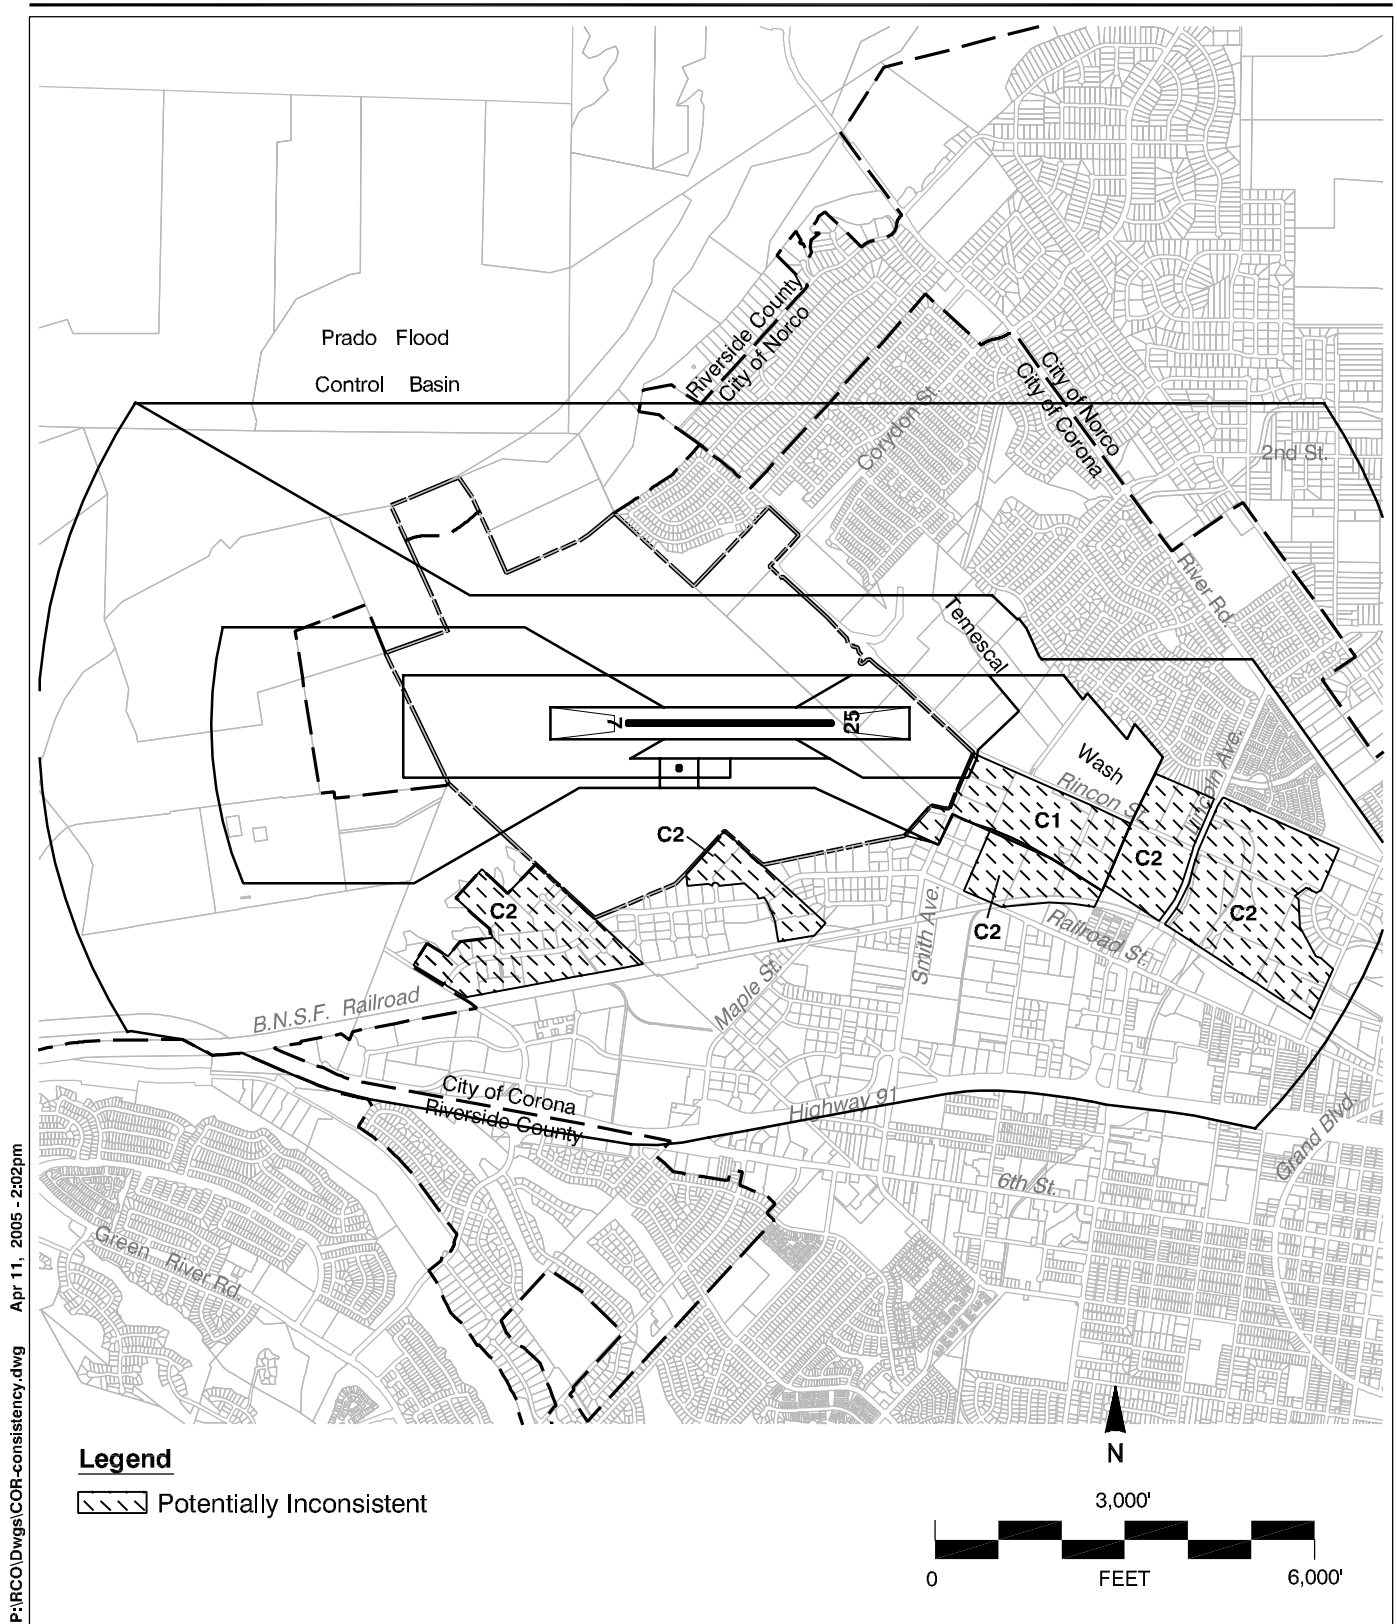 Prado Flood
Control Basin
Riverside County
City of Norco
City of Norco
City of Corona
Corydon St.
2nd St.
River Rd.
Temescal
Wash
Lincoln Ave.
Rincon St.
7
25
C1
C2
C2
C2
C2
C2
Smith Ave.
Railroad St.
Maple St.
B.N.S.F. Railroad
City of Corona
Riverside County
Highway 91
Grand Blvd.
6th St.
Green River Rd.
P:\RCO\Dwgs\COR-consistency.dwg Apr 11, 2005 - 2:02pm
Legend
Potentially Inconsistent
N
3,000'
0 FEET 6,000'